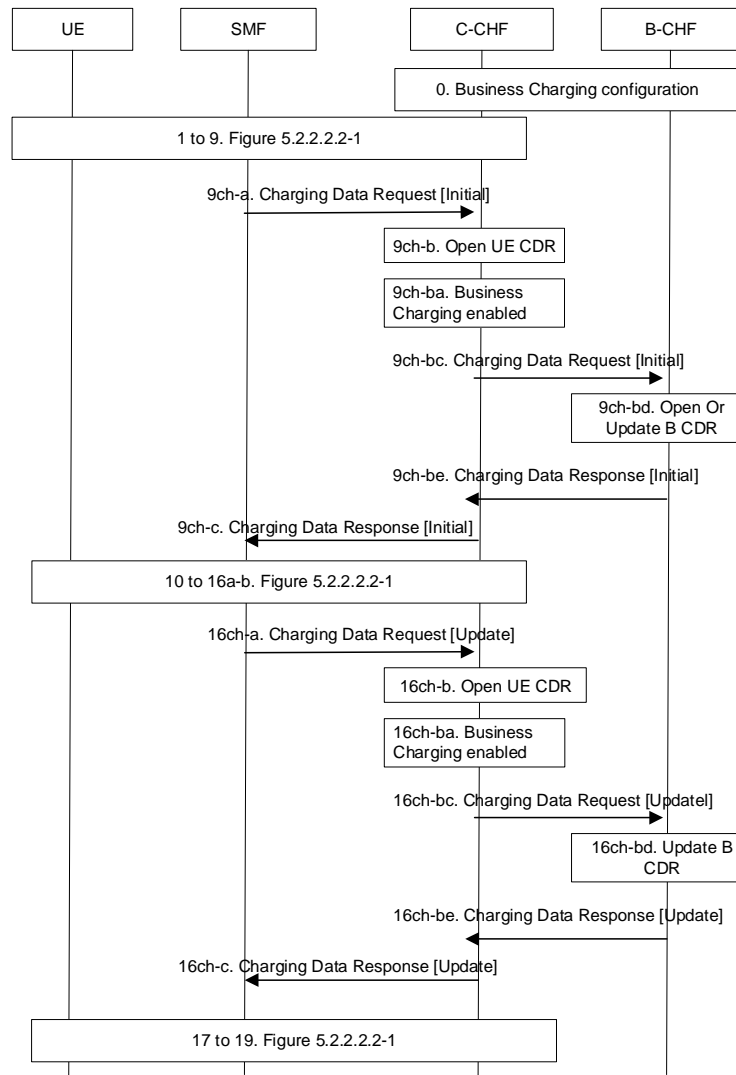 UE
SMF
C-CHF
B-CHF
0. Business Charging configuration
1 to 9. Figure 5.2.2.2.2-1
9ch-a. Charging Data Request [Initial]
9ch-b. Open UE CDR
9ch-ba. Business
Charging enabled
9ch-bc. Charging Data Request [Initial]
9ch-bd. Open Or
Update B CDR
9ch-be. Charging Data Response [Initial]
9ch-c. Charging Data Response [Initial]
10 to 16a-b. Figure 5.2.2.2.2-1
16ch-a. Charging Data Request [Update]
16ch-b. Open UE CDR
16ch-ba. Business
Charging enabled
16ch-bc. Charging Data Request [Updatel]
16ch-bd. Update B
CDR
16ch-be. Charging Data Response [Update]
16ch-c. Charging Data Response [Update]
17 to 19. Figure 5.2.2.2.2-1